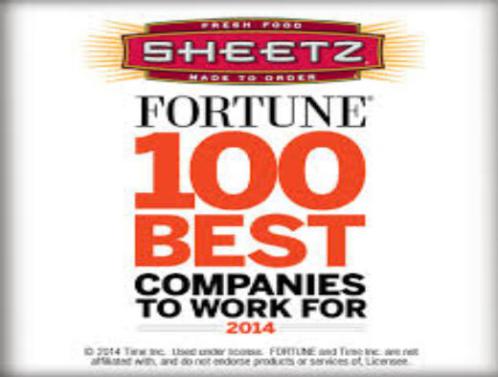 FRESH FOOD
SHEETZ
MADE TO ORDER
FORTUNE®
100
BEST
COMPANIES
TO WORK FOR
2014
© 2014 Time Inc. Used under license. FORTUNE and Time Inc. are not
affiliated with, and do not endorse products or services of, Licensee.